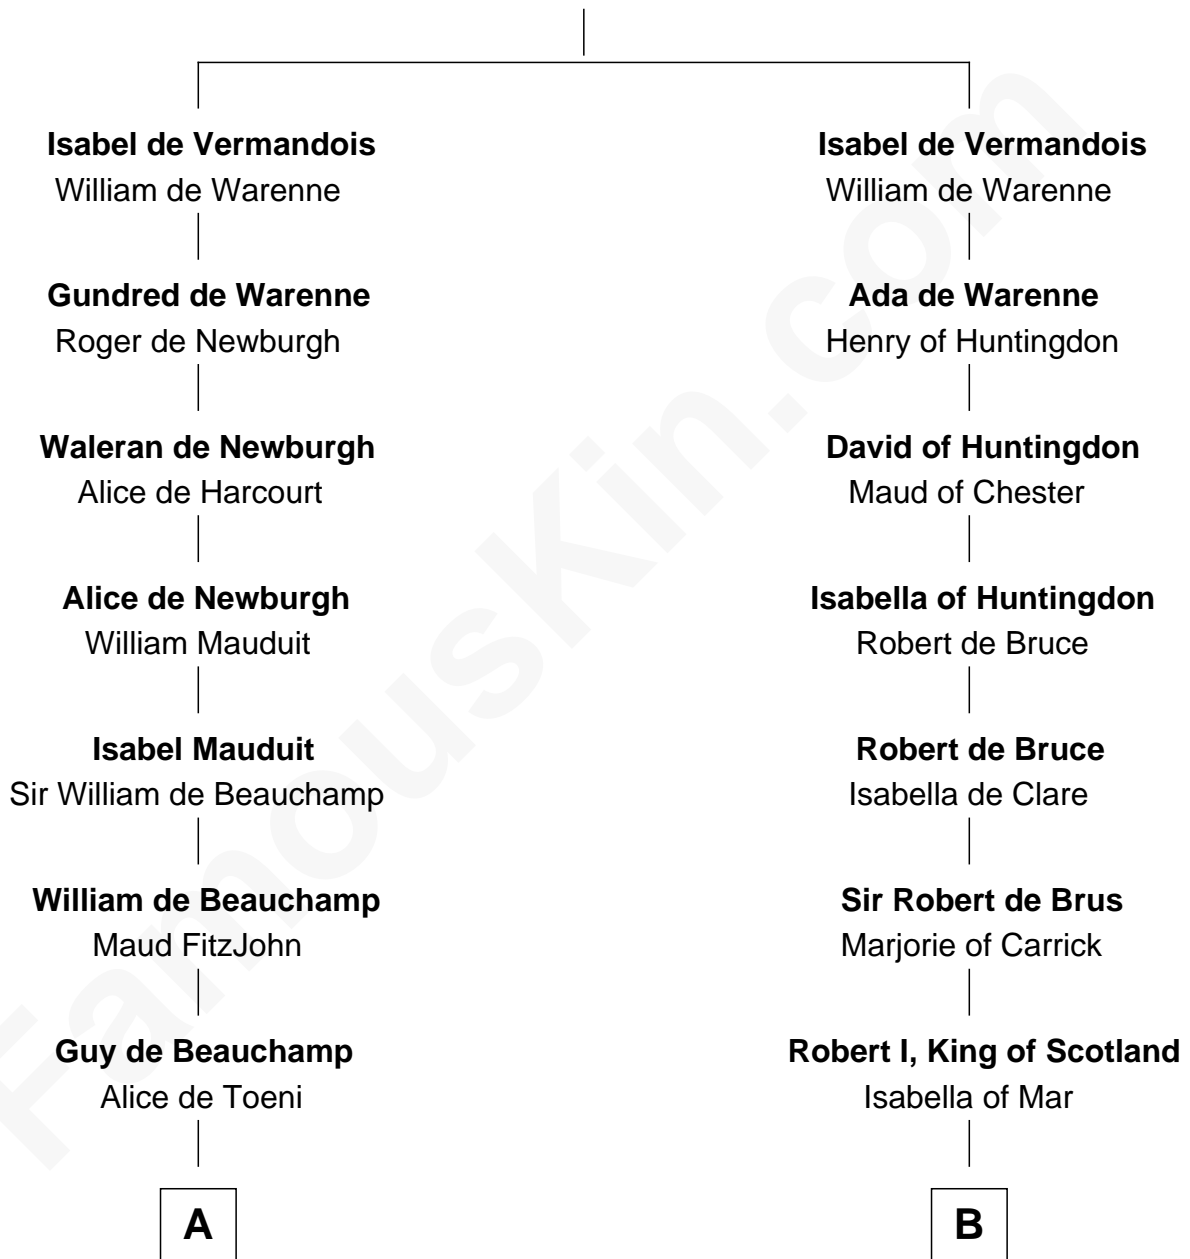 Isabel de Vermandois
William de Warenne
Gundred de Warenne
Roger de Newburgh
Waleran de Newburgh
Alice de Harcourt
Alice de Newburgh
William Mauduit
Isabel Mauduit
Sir William de Beauchamp
William de Beauchamp
Maud FitzJohn
Guy de Beauchamp
Alice de Toeni
A
Isabel de Vermandois
William de Warenne
Ada de Warenne
Henry of Huntingdon
David of Huntingdon
Maud of Chester
Isabella of Huntingdon
Robert de Bruce
Robert de Bruce
Isabella de Clare
Sir Robert de Brus
Marjorie of Carrick
Robert I, King of Scotland
Isabella of Mar
B
FamousKin.com